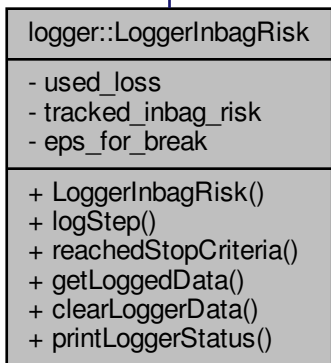 logger::LoggerInbagRisk
- used_loss
- tracked_inbag_risk
- eps_for_break
+ LoggerInbagRisk()
+ logStep()
+ reachedStopCriteria()
+ getLoggedData()
+ clearLoggerData()
+ printLoggerStatus()